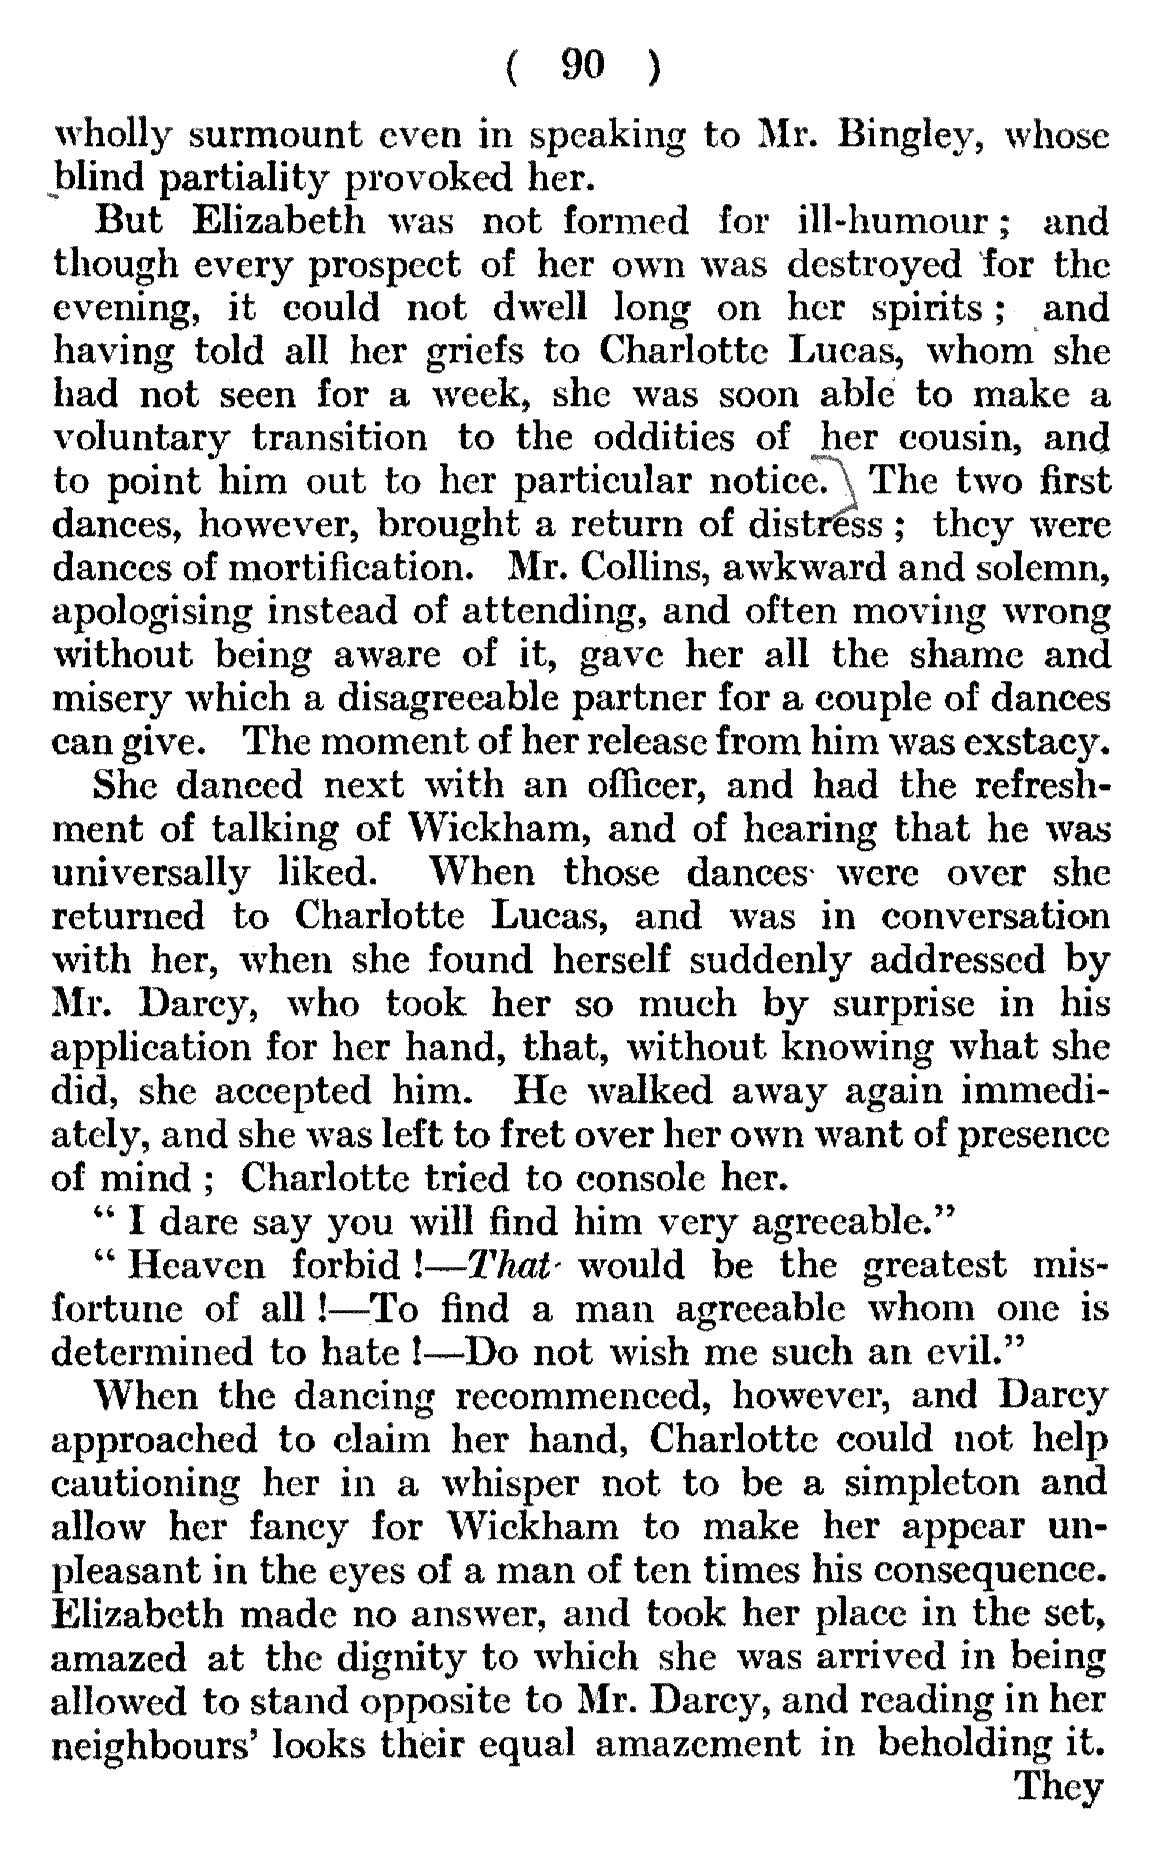 ( 90 )
wholly surmount even in speaking to Mr. Bingley, whose
blind partiality provoked her.
But Elizabeth was not formed for ill-humour ; and
though every prospect of her own was destroyed for the
evening, it could not dwell long on her spirits ; and
having told all her griefs to Charlotte Lucas, whom she
had not seen for a week, she was soon able to make a
voluntary transition to the oddities of her cousin, and
to point him out to her particular notice. The two first
dances, however, brought a return of distress ; they were
dances of mortification. Mr. Collins, awkward and solemn,
apologising instead of attending, and often moving wrong
without being aware of it, gave her all the shame and
misery which a disagreeable partner for a couple of dances
can give. The moment of her release from him was exstacy.
She danced next with an officer, and had the refresh-
ment of talking of Wickham, and of hearing that he was
universally liked. When those dances were over she
returned to Charlotte Lucas, and was in conversation
with her, when she found herself suddenly addressed by
Mr. Darcy, who took her so much by surprise in his
application for her hand, that, without knowing what she
did, she accepted him. He walked away again immedi-
ately, and she was left to fret over her own want of presence
of mind ; Charlotte tried to console her.
“ I dare say you will find him very agreeable.”
“ Heaven forbid !—That would be the greatest mis-
fortune of all !—To find a man agreeable whom one is
determined to hate !—Do not wish me such an evil.”
When the dancing recommenced, however, and Darcy
approached to claim her hand, Charlotte could not help
cautioning her in a whisper not to be a simpleton and
allow her fancy for Wickham to make her appear un-
pleasant in the eyes of a man of ten times his consequence.
Elizabeth made no answer, and took her place in the set,
amazed at the dignity to which she was arrived in being
allowed to stand opposite to Mr. Darcy, and reading in her
neighbours’ looks their equal amazement in beholding it.
They